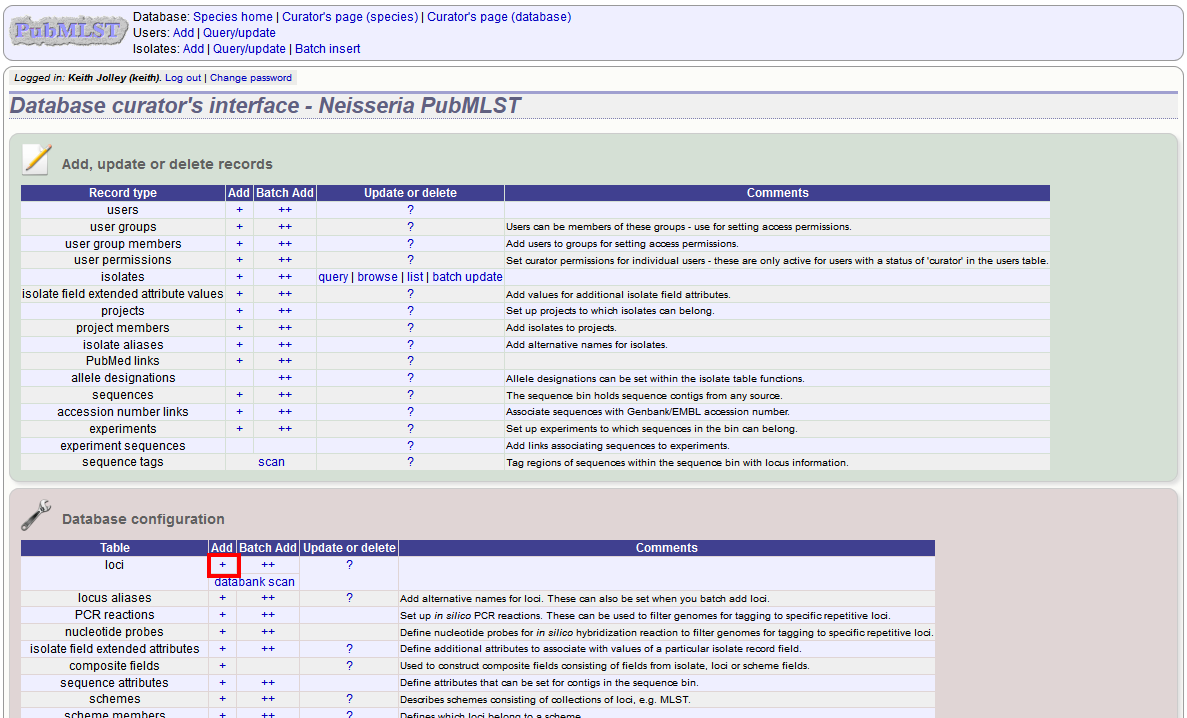 PubMLST
Database: Species home | Curator's page (species) | Curator's page (database)
Users: Add | Query/update
Isolates: Add | Query/update | Batch insert
Logged in: Keith Jolley (keith). Log out | Change password
Database curator's interface - Neisseria PubMLST
Add, update or delete records
Record type Add Batch Add Update or delete Comments
users + ++ ?
user groups + ++ ? Users can be members of these groups - use for setting access permissions.
user group members + ++ ? Add users to groups for setting access permissions.
user permissions + ++ ? Set curator permissions for individual users - these are only active for users with a status of 'curator' in the users table.
isolates + ++ query | browse | list | batch update
isolate field extended attribute values + ++ ? Add values for additional isolate field attributes.
projects + ++ ? Set up projects to which isolates can belong.
project members + ++ ? Add isolates to projects.
isolate aliases + ++ ? Add alternative names for isolates.
PubMed links + ++ ?
allele designations ++ ? Allele designations can be set within the isolate table functions.
sequences + ++ ? The sequence bin holds sequence contigs from any source.
accession number links + ++ ? Associate sequences with Genbank/EMBL accession number.
experiments + ++ ? Set up experiments to which sequences in the bin can belong.
experiment sequences ? Add links associating sequences to experiments.
sequence tags scan ? Tag regions of sequences within the sequence bin with locus information.
Database configuration
Table Add Batch Add Update or delete Comments
loci + ++ ?
databank scan
locus aliases + ++ ? Add alternative names for loci. These can also be set when you batch add loci.
PCR reactions + ++ Set up in silico PCR reactions. These can be used to filter genomes for tagging to specific repetitive loci.
nucleotide probes + ++ Define nucleotide probes for in silico hybridization reaction to filter genomes for tagging to specific repetitive loci.
isolate field extended attributes + ++ ? Define additional attributes to associate with values of a particular isolate record field.
composite fields + ? Used to construct composite fields consisting of fields from isolate, loci or scheme fields.
sequence attributes + ++ Define attributes that can be set for contigs in the sequence bin.
schemes + ++ ? Describes schemes consisting of collections of loci, e.g. MLST.
scheme members + ++ ? Defines which loci belong to a scheme.